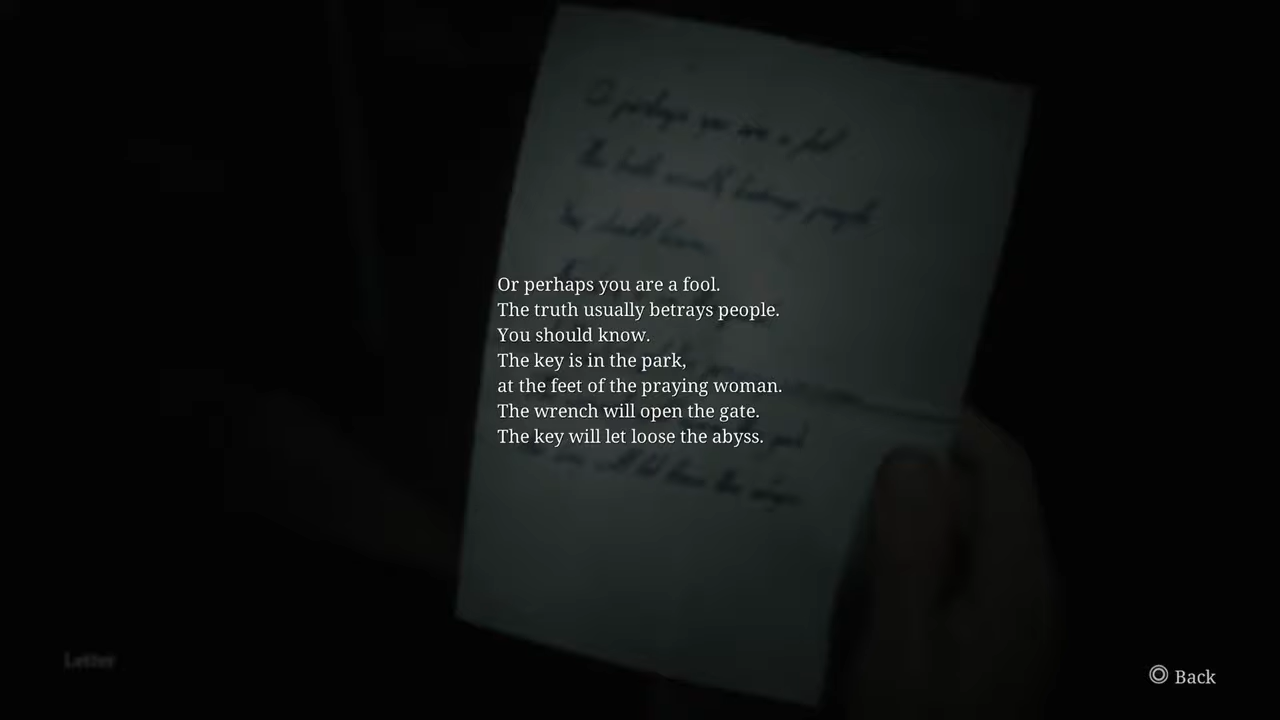 Or perhaps you are a fool.
The truth usually betrays people.
You should know.
The key is in the park,
at the feet of the praying woman.
The wrench will open the gate.
The key will let loose the abyss.
Letter
Back